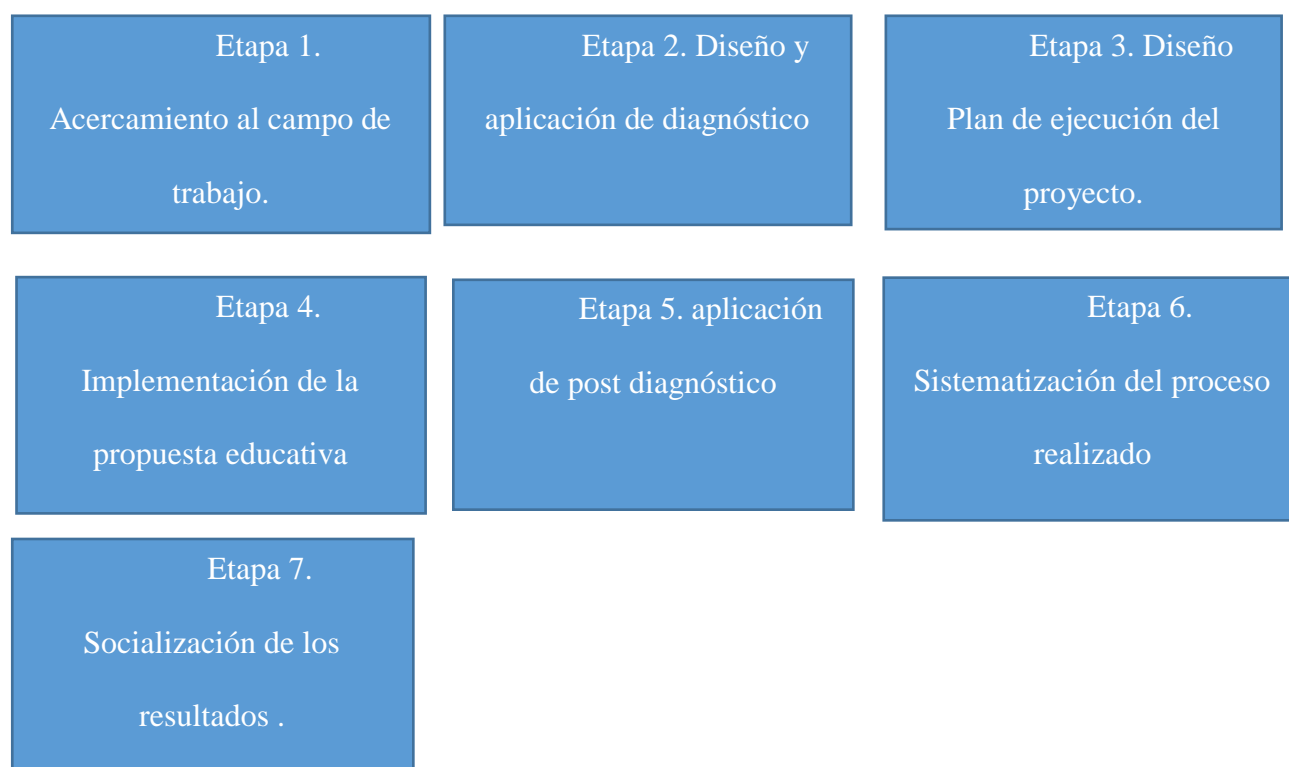 Etapa 1.
Acercamiento al campo de
trabajo.
Etapa 2. Diseño y
aplicación de diagnóstico
Etapa 3. Diseño
Plan de ejecución del
proyecto.
Etapa 4.
Implementación de la
propuesta educativa
Etapa 5. aplicación
de post diagnóstico
Etapa 6.
Sistematización del proceso
realizado
Etapa 7.
Socialización de los
resultados .